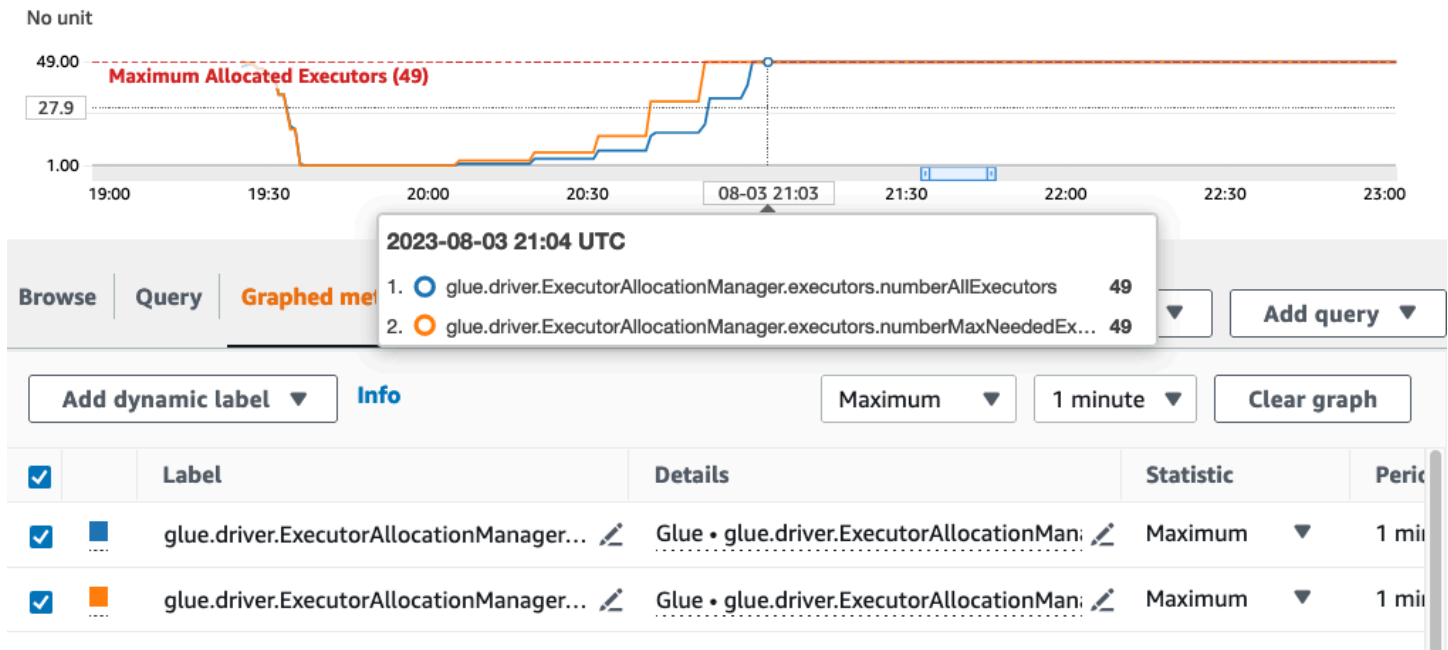 No unit
49.00
Maximum Allocated Executors (49)
27.9
1.00
19:00 19:30 20:00 20:30 08-03 21:03 21:30 22:00 22:30 23:00
2023-08-03 21:04 UTC
1. glue.driver.ExecutorAllocationManager.executors.numberAllExecutors 49
2. glue.driver.ExecutorAllocationManager.executors.numberMaxNeededEx... 49
Browse Query Graphed me Add query
Add dynamic label Info Maximum 1 minute Clear graph
Label Details Statistic Peri
glue.driver.ExecutorAllocationManager... Glue • glue.driver.ExecutorAllocationMan Maximum 1 mi
glue.driver.ExecutorAllocationManager... Glue • glue.driver.ExecutorAllocationMan Maximum 1 mi